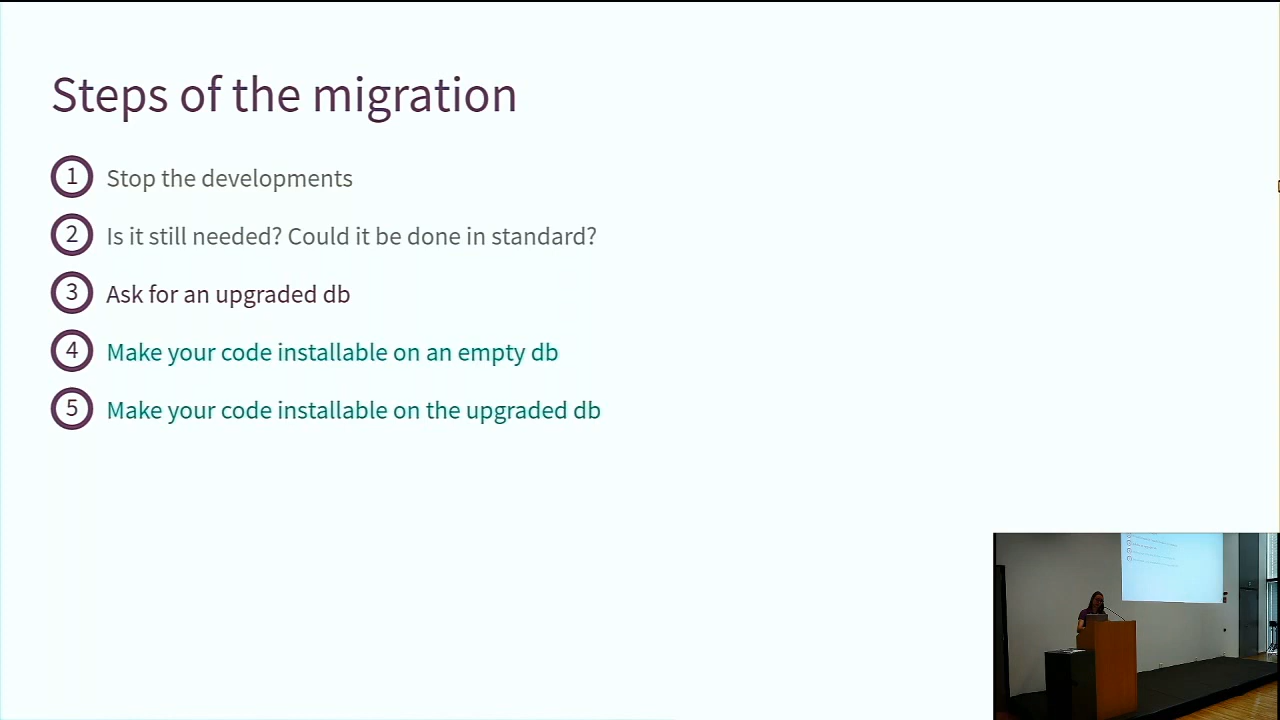 Steps of the migration
1 Stop the developments
2 Is it still needed? Could it be done in standard?
3 Ask for an upgraded db
4 Make your code installable on an empty db
5 Make your code installable on the upgraded db